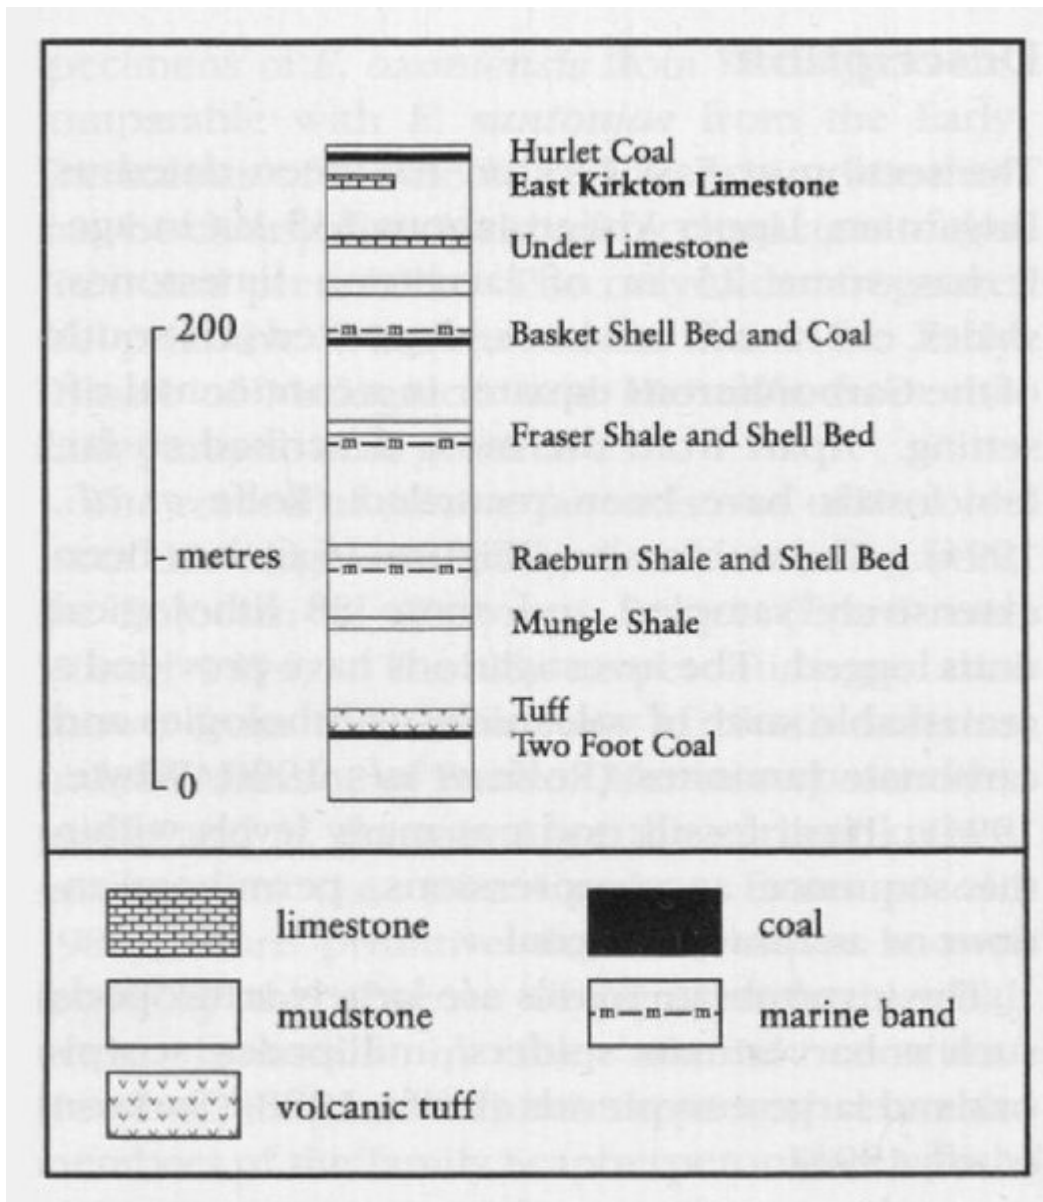 Hurlet Coal
East Kirkton Limestone
Under Limestone
200
m m m
Basket Shell Bed and Coal
m m m
Fraser Shale and Shell Bed
metres
m m m
Raeburn Shale and Shell Bed
Mungle Shale
Tuff
Two Foot Coal
0
limestone
coal
mudstone
m m m
marine band
volcanic tuff